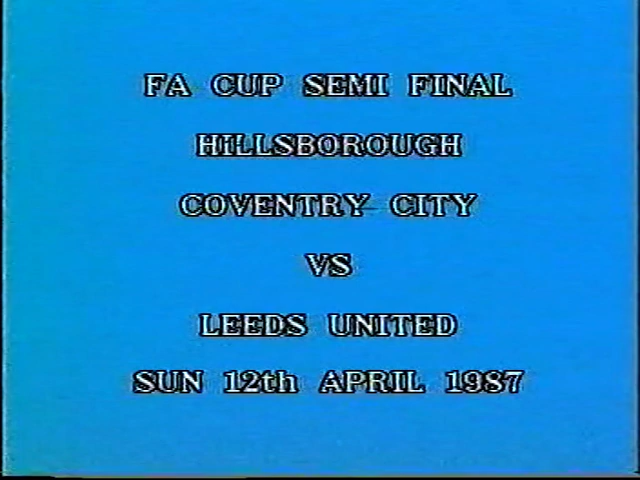 FA CUP SEMI FINAL
HILLSBOROUGH
COVENTRY CITY
VS
LEEDS UNITED
SUN 12th APRIL 1987